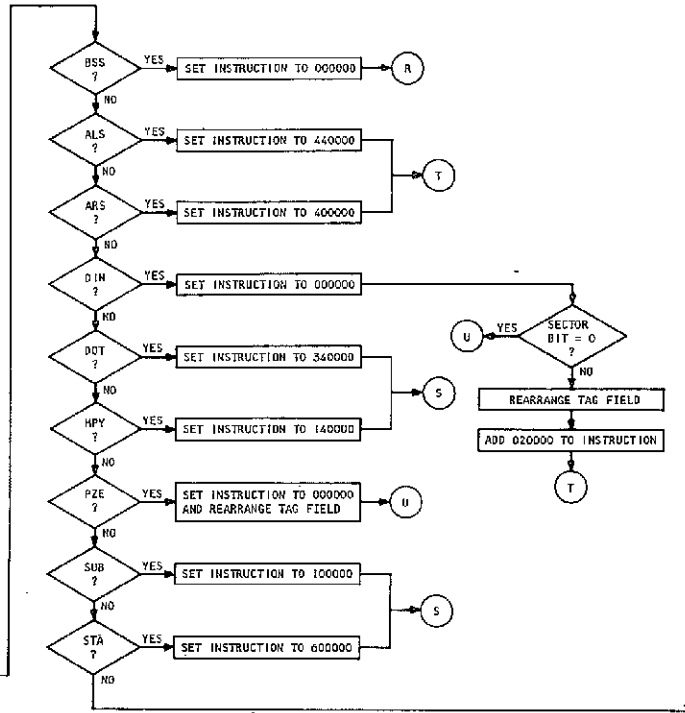 BSS
?
YES
SET INSTRUCTION TO 000000
R
NO
ALS
?
YES
SET INSTRUCTION TO 440000
T
NO
ARS
?
YES
SET INSTRUCTION TO 400000
NO
DIN
?
YES
SET INSTRUCTION TO 000000
NO
SECTOR
BIT = 0
?
YES
U
NO
REARRANGE TAG FIELD
ADD 020000 TO INSTRUCTION
T
DOT
?
YES
SET INSTRUCTION TO 340000
S
NO
MPY
?
YES
SET INSTRUCTION TO 140000
NO
PZE
?
YES
SET INSTRUCTION TO 000000
AND REARRANGE TAG FIELD
U
NO
SUB
?
YES
SET INSTRUCTION TO 100000
S
NO
STA
?
YES
SET INSTRUCTION TO 600000
NO